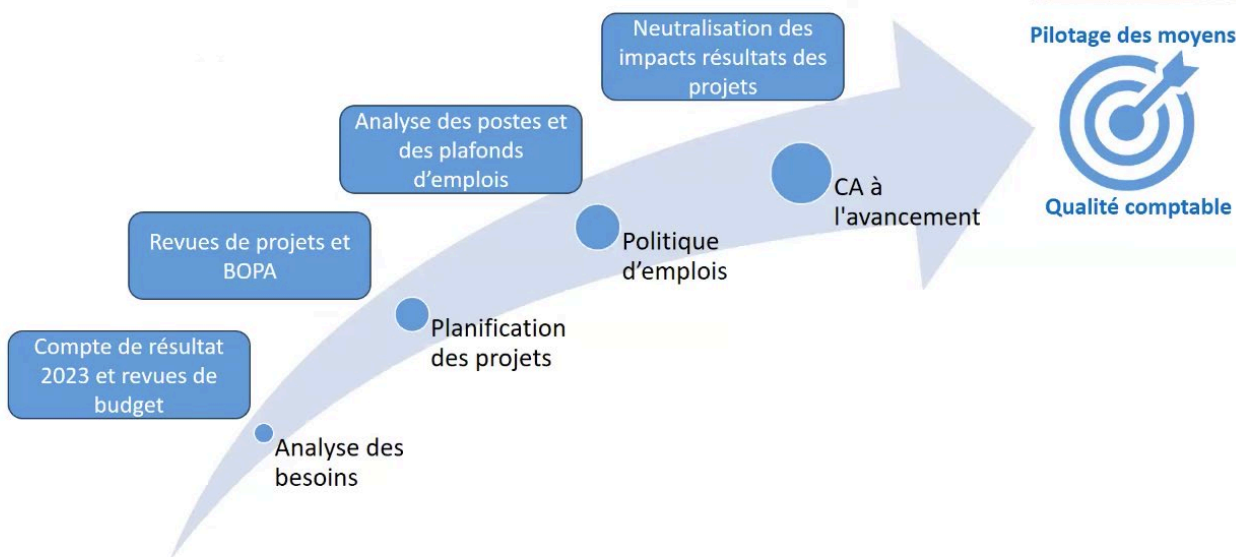 Neutralisation des
impacts résultats des
projets
Pilotage des moyens
Qualité comptable
Analyse des postes et
des plafonds
d’emplois
CA à
l'avancement
Revues de projets et
BOPA
Politique
d’emplois
Compte de résultat
2023 et revues de
budget
Planification
des projets
Analyse des
besoins